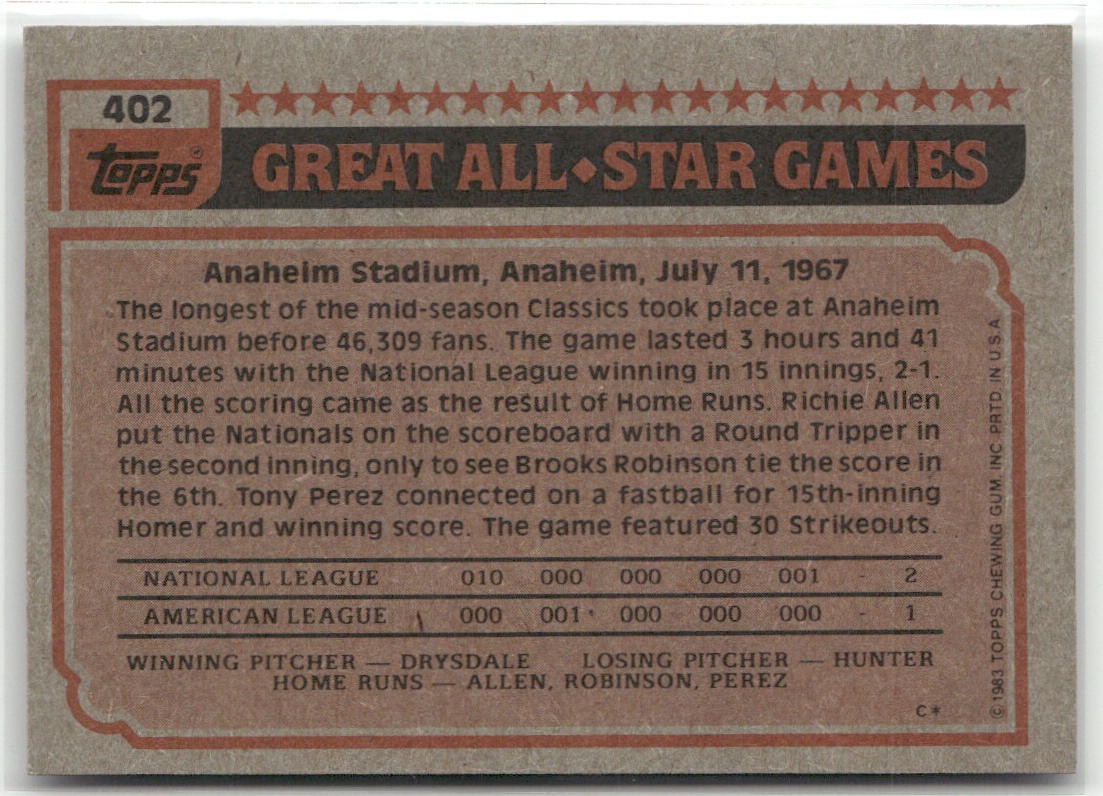 402
topps
GREAT ALL◆STAR GAMES
Anaheim Stadium, Anaheim, July 11, 1967
The longest of the mid-season Classics took place at Anaheim
Stadium before 46,309 fans. The game lasted 3 hours and 41
minutes with the National League winning in 15 innings, 2-1.
All the scoring came as the result of Home Runs. Richie Allen
put the Nationals on the scoreboard with a Round Tripper in
the second inning, only to see Brooks Robinson tie the score in
the 6th. Tony Perez connected on a fastball for 15th-inning
Homer and winning score. The game featured 30 Strikeouts.
NATIONAL LEAGUE 010 000 000 000 001 - 2
AMERICAN LEAGUE 000 001 000 000 000 - 1
WINNING PITCHER — DRYSDALE LOSING PITCHER — HUNTER
HOME RUNS — ALLEN, ROBINSON, PEREZ
C*
© 1983 TOPPS CHEWING GUM, INC. PRTD IN U.S.A.